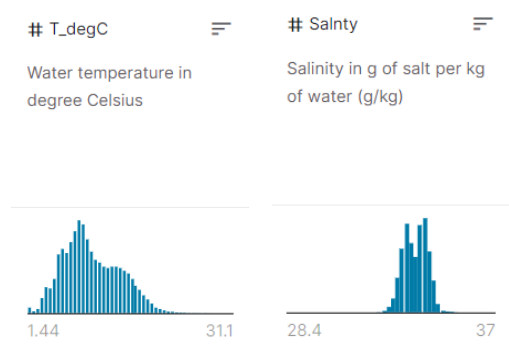 # T_degC
Water temperature in
degree Celsius
1.44 31.1
# Salnty
Salinity in g of salt per kg
of water (g/kg)
28.4 37